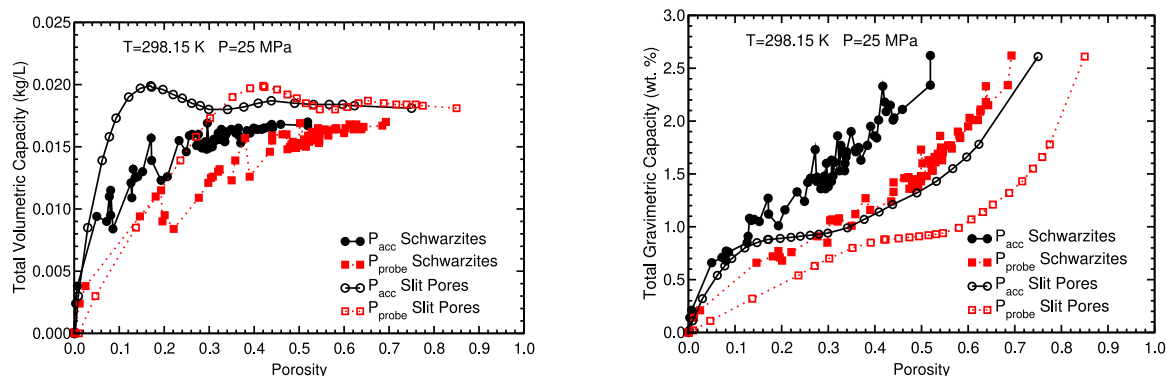 T=298.15 K P=25 MPa
Total Volumetric Capacity (kg/L)
0.025
0.020
0.015
0.010
0.005
0.000
P_acc Schwarzites
P_probe Schwarzites
P_acc Slit Pores
P_probe Slit Pores
0.0 0.1 0.2 0.3 0.4 0.5 0.6 0.7 0.8 0.9 1.0
Porosity
T=298.15 K P=25 MPa
Total Gravimetric Capacity (wt. %)
3.0
2.5
2.0
1.5
1.0
0.5
0.0
P_acc Schwarzites
P_probe Schwarzites
P_acc Slit Pores
P_probe Slit Pores
0.0 0.1 0.2 0.3 0.4 0.5 0.6 0.7 0.8 0.9 1.0
Porosity